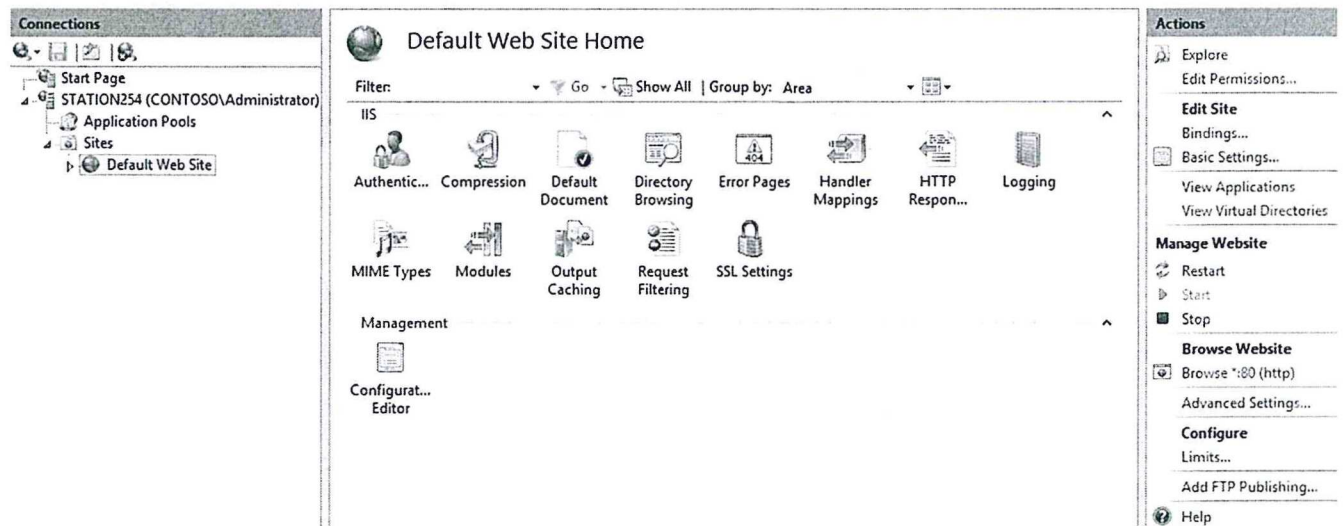 Connections
Start Page
STATION254 (CONTOSO\Administrator)
Application Pools
Sites
Default Web Site
Default Web Site Home
Filter: Go Show All Group by: Area
IIS
Authentic... Compression Default Document Directory Browsing Error Pages Handler Mappings HTTP Respon... Logging
MIME Types Modules Output Caching Request Filtering SSL Settings
Management
Configurat... Editor
Actions
Explore
Edit Permissions...
Edit Site
Bindings...
Basic Settings...
View Applications
View Virtual Directories
Manage Website
Restart
Start
Stop
Browse Website
Browse *:80 (http)
Advanced Settings...
Configure
Limits...
Add FTP Publishing...
Help